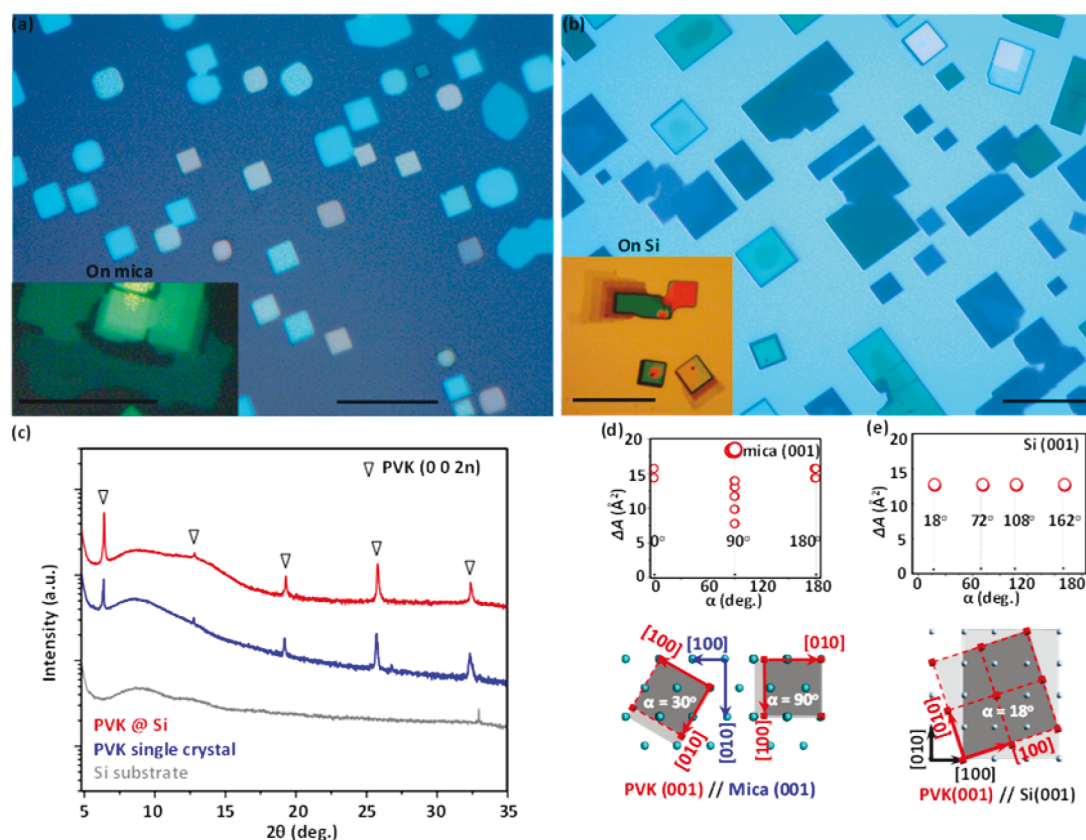 (a)
On mica
(b)
On Si
(c)
▽ PVK (0 0 2n)
Intensity (a.u.)
PVK @ Si
PVK single crystal
Si substrate
5 10 15 20 25 30 35
2θ (deg.)
(d)
mica (001)
20
15
10
5
0
ΔA (Å²)
0° 90° 180°
0 60 120 180
α (deg.)
[100] [100] [010]
α = 30° α = 90°
[010] [010] [100]
PVK (001) // Mica (001)
(e)
Si (001)
20
15
10
5
0
ΔA (Å²)
18° 72° 108° 162°
0 60 120 180
α (deg.)
α = 18°
[010] [010] [100]
[100]
PVK(001) // Si(001)